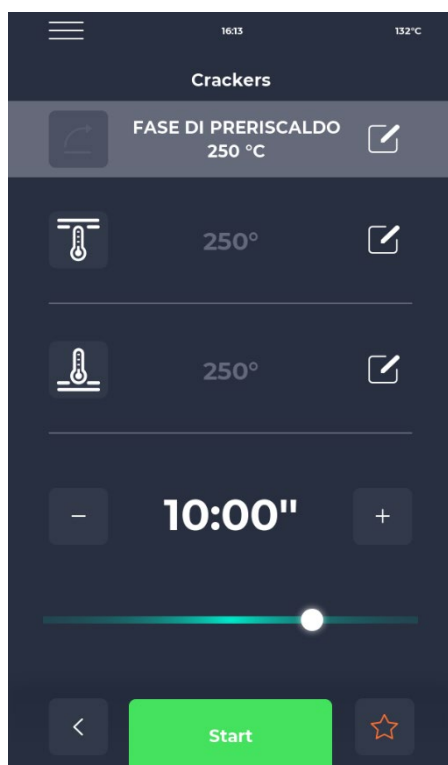 16:13
132°C
Crackers
FASE DI PRERISCALDO
250 °C
250°
250°
- 10:00" +
Start